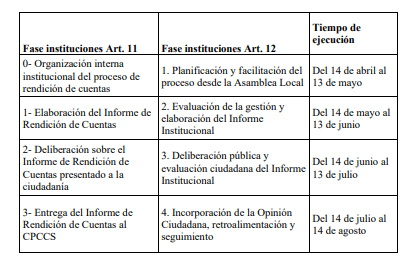 Fase instituciones Art. 11
Fase instituciones Art. 12
Tiempo de
ejecución
0- Organización interna
institucional del proceso de
rendición de cuentas
1. Planificación y facilitación del
proceso desde la Asamblea Local
Del 14 de abril al
13 de mayo
1- Elaboración del Informe de
Rendición de Cuentas
2. Evaluación de la gestión y
elaboración del Informe
Institucional
Del 14 de mayo al
13 de junio
2- Deliberación sobre el
Informe de Rendición de
Cuentas presentado a la
ciudadanía
3. Deliberación pública y
evaluación ciudadana del Informe
Institucional
Del 14 de junio al
13 de julio
3- Entrega del Informe de
Rendición de Cuentas al
CPCCS
4. Incorporación de la Opinión
Ciudadana, retroalimentación y
seguimiento
Del 14 de julio al
14 de agosto